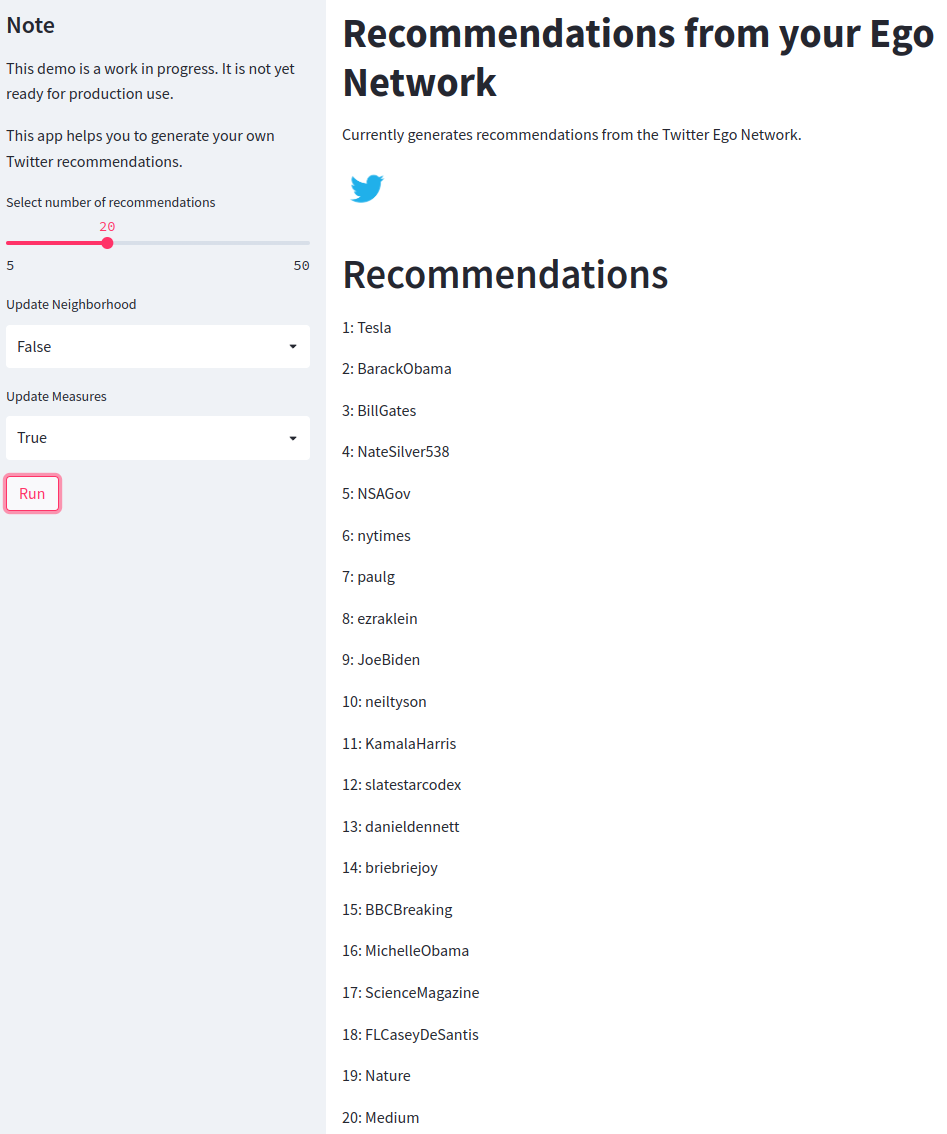 Note
This demo is a work in progress. It is not yet
ready for production use.
This app helps you to generate your own
Twitter recommendations.
Select number of recommendations
20
5 50
Update Neighborhood
False
Update Measures
True
Run
Recommendations from your Ego
Network
Currently generates recommendations from the Twitter Ego Network.
Recommendations
1: Tesla
2: BarackObama
3: BillGates
4: NateSilver538
5: NSAGov
6: nytimes
7: paulg
8: ezraklein
9: JoeBiden
10: neiltyson
11: KamalaHarris
12: slatestarcodex
13: danieldennett
14: briebriejoy
15: BBCBreaking
16: MichelleObama
17: ScienceMagazine
18: FLCaseyDeSantis
19: Nature
20: Medium